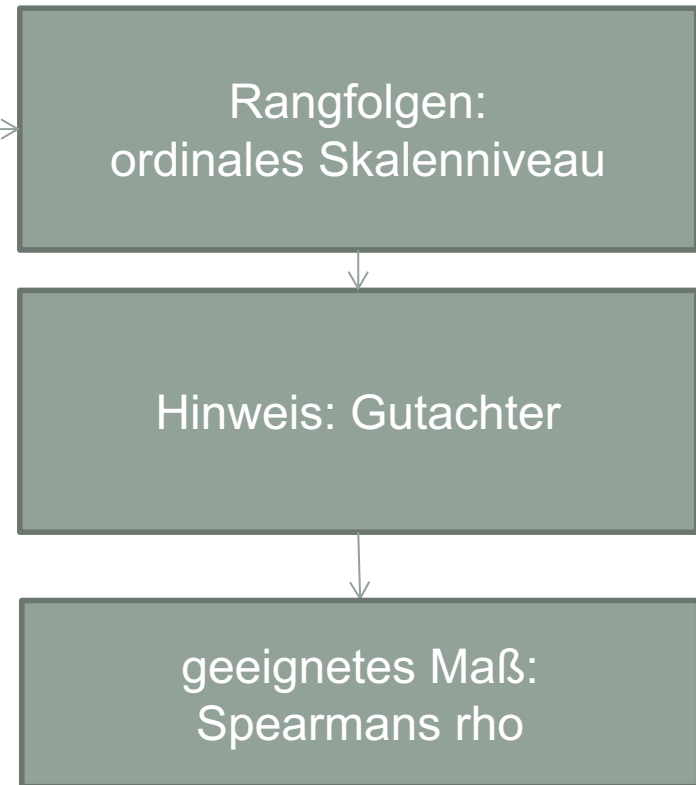 Rangfolgen:
ordinales Skalenniveau
Hinweis: Gutachter
geeignetes Maß:
Spearmans rho